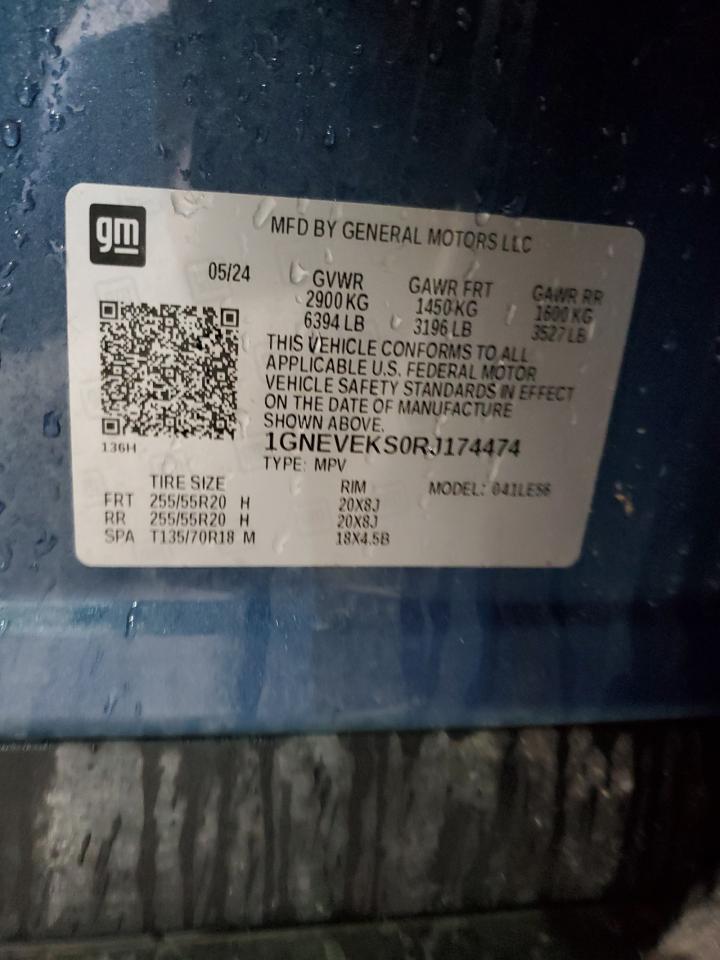 gm
MFD BY GENERAL MOTORS LLC
05/24 GVWR GAWR FRT GAWR RR
2900 KG 1450 KG 1600 KG
6394 LB 3196 LB 3527 LB
THIS VEHICLE CONFORMS TO ALL
APPLICABLE U.S. FEDERAL MOTOR
VEHICLE SAFETY STANDARDS IN EFFECT
ON THE DATE OF MANUFACTURE
SHOWN ABOVE.
136H
1GNEVEKS0RJ174474
TYPE: MPV
TIRE SIZE RIM MODEL: 041LE56
FRT 255/55R20 H 20X8J
RR 255/55R20 H 20X8J
SPA T135/70R18 M 18X4.5B